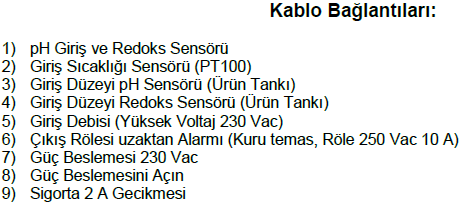 Kablo Bağlantıları:
1) pH Giriş ve Redoks Sensörü
2) Giriş Sıcaklığı Sensörü (PT100)
3) Giriş Düzeyi pH Sensörü (Ürün Tankı)
4) Giriş Düzeyi Redoks Sensörü (Ürün Tankı)
5) Giriş Debisi (Yüksek Voltaj 230 Vac)
6) Çıkış Rölesi uzaktan Alarmı (Kuru temas, Röle 250 Vac 10 A)
7) Güç Beslemesi 230 Vac
8) Güç Beslemesini Açın
9) Sigorta 2 A Gecikmesi